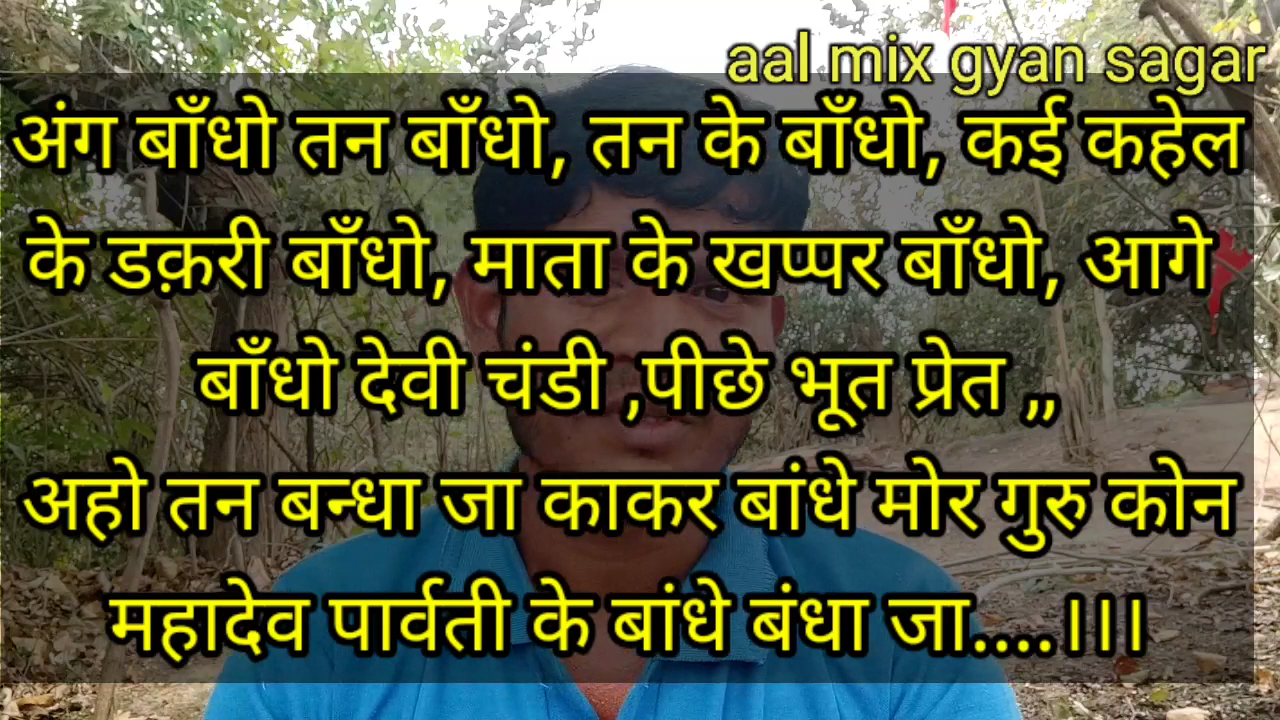 aal mix gyan sagar
अंग बाँधो तन बाँधो, तन के बाँधो, कई कहेल
के डक़री बाँधो, माता के खप्पर बाँधो, आगे
बाँधो देवी चंडी ,पीछे भूत प्रेत ,,
अहो तन बन्धा जा काकर बांधे मोर गुरु कोन
महादेव पार्वती के बांधे बंधा जा....।।।